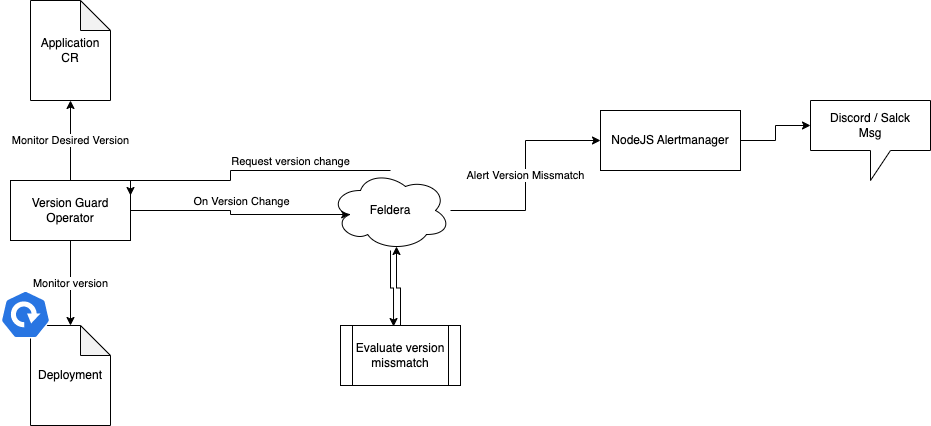 Application
CR
Monitor Desired Version
Request version change
Version Guard
Operator
On Version Change
Feldera
Alert Version Missmatch
NodeJS Alertmanager
Discord / Salck
Msg
Monitor version
Deployment
Evaluate version
missmatch